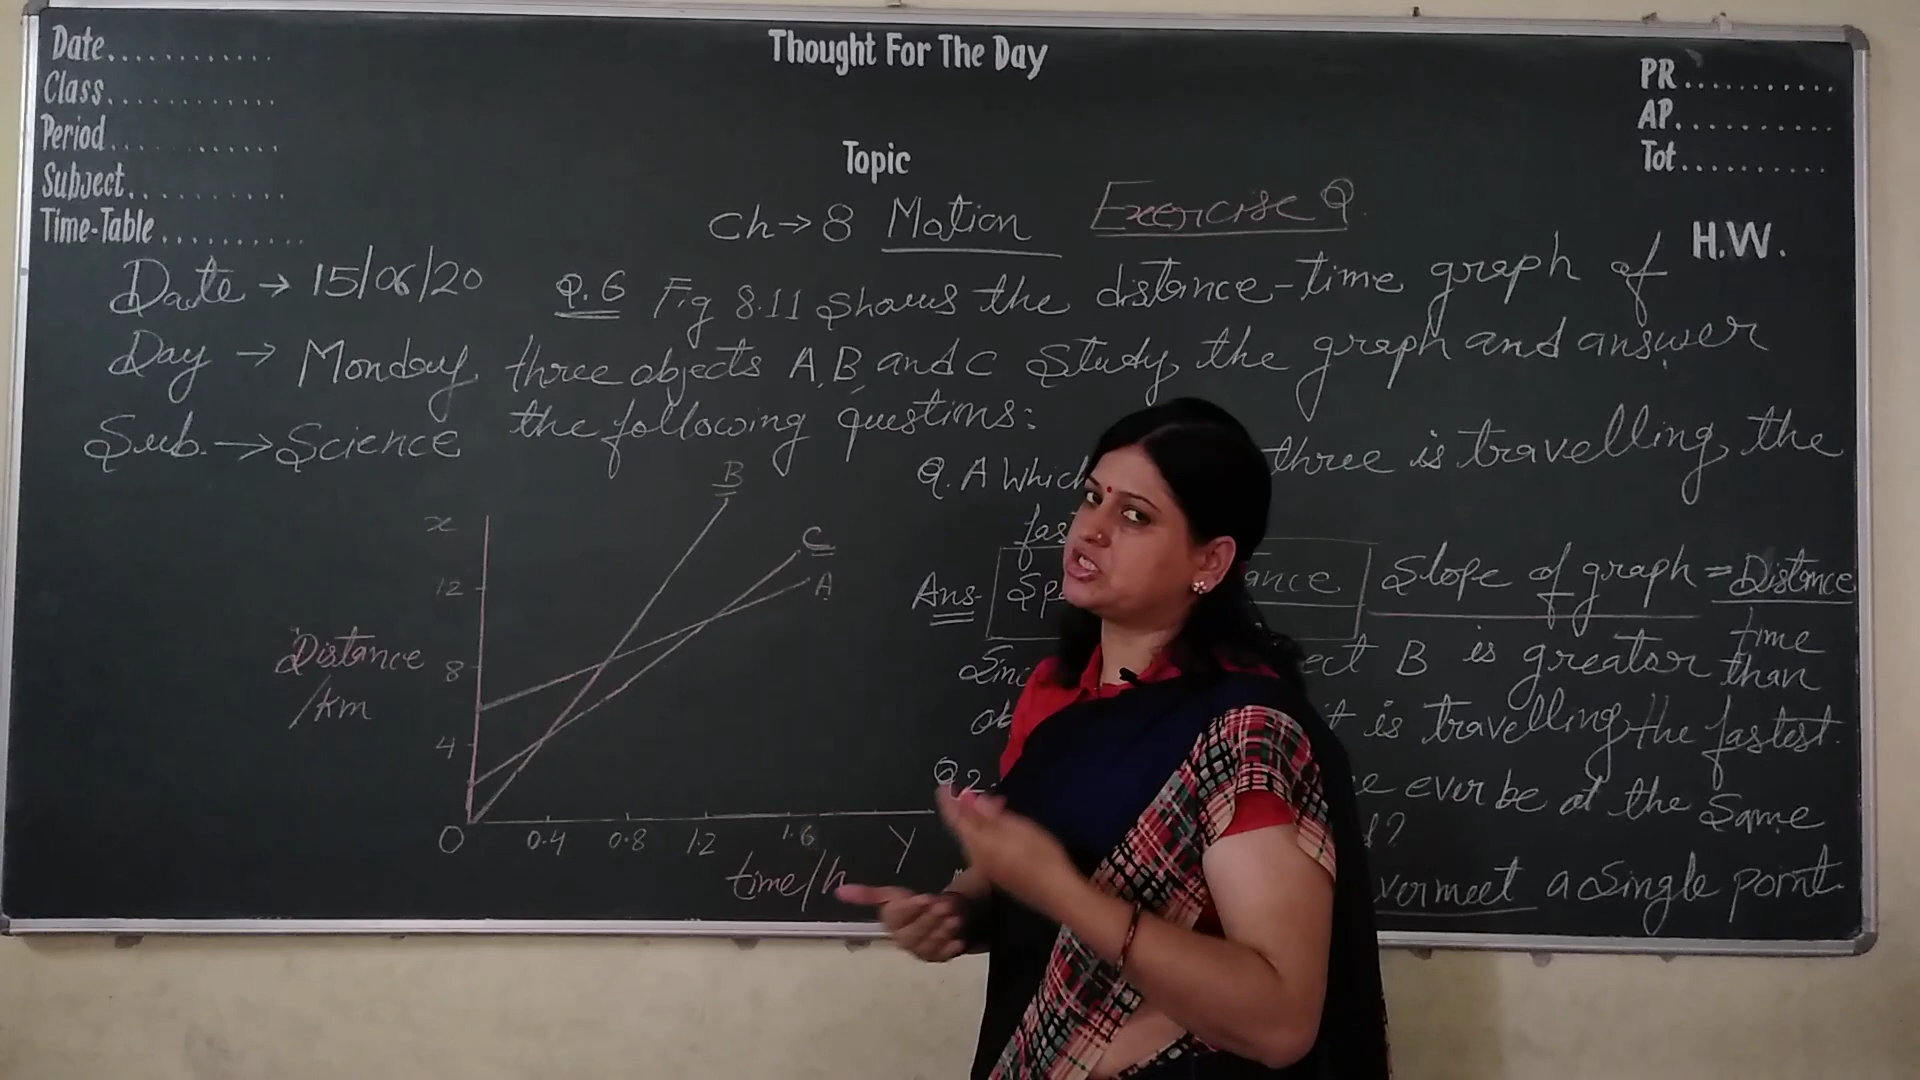 Thought For The Day
Date............
Class............
Period............
Subject..........
Time-Table..........
PR...........
AP...........
Tot...........
Topic
Ch→8 Motion Exercise Q.
H.W.
Date → 15/06/20
Day → Monday
Sub. → Science
Q.6 Fig 8.11 shows the distance-time graph of
three objects A, B and C Study the graph and answer
the following questions:
Q. A Which three is travelling the
Ans. Slope of graph = Distance
time
B is greater than
it is travelling the fastest.
Q2. ever be at the same
meet a single point
x
B
C
A
12
8
4
Distance
/km
O 0.4 0.8 1.2 1.6 Y
time/h